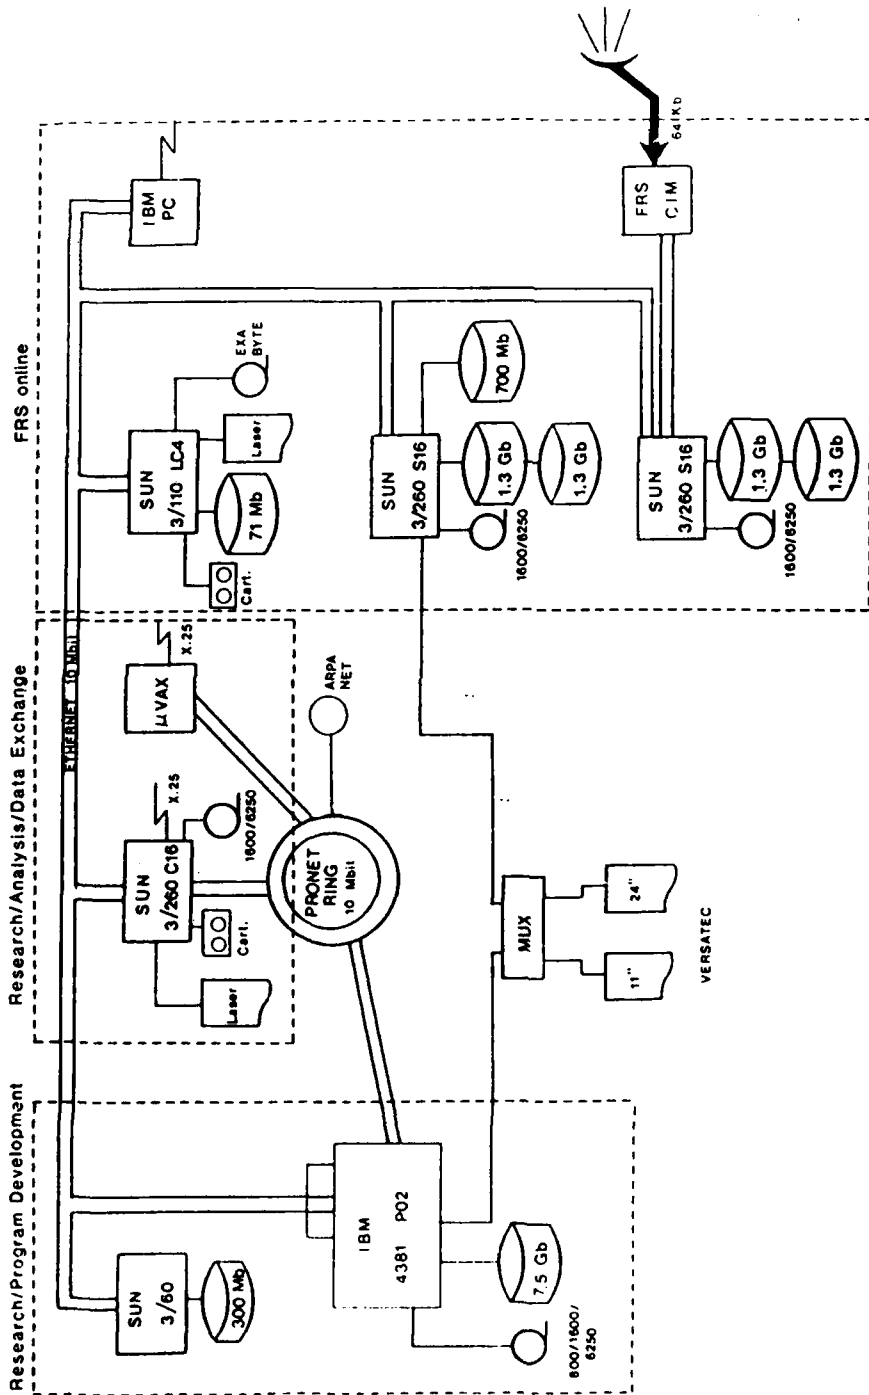 Research/Program Development
Research/Analysis/Data Exchange
FRS online
ETHERNET 10 Mbit
SUN
3/60
300 Mb
IBM
4381 P02
7.5 Gb
800/1600/
6250
SUN
3/260 C16
X.25
1600/6250
Cart.
Laser
µVAX
X.25
PRONET
RING
10 Mbit
ARPA
NET
MUX
11"
24"
VERSATEC
SUN
3/110 LC4
71 Mb
Cart.
Laser
EXA
BYTE
IBM
PC
SUN
3/260 S16
700 Mb
1.3 Gb
1.3 Gb
1600/6250
SUN
3/260 S16
1.3 Gb
1.3 Gb
1600/6250
FRS
CIM